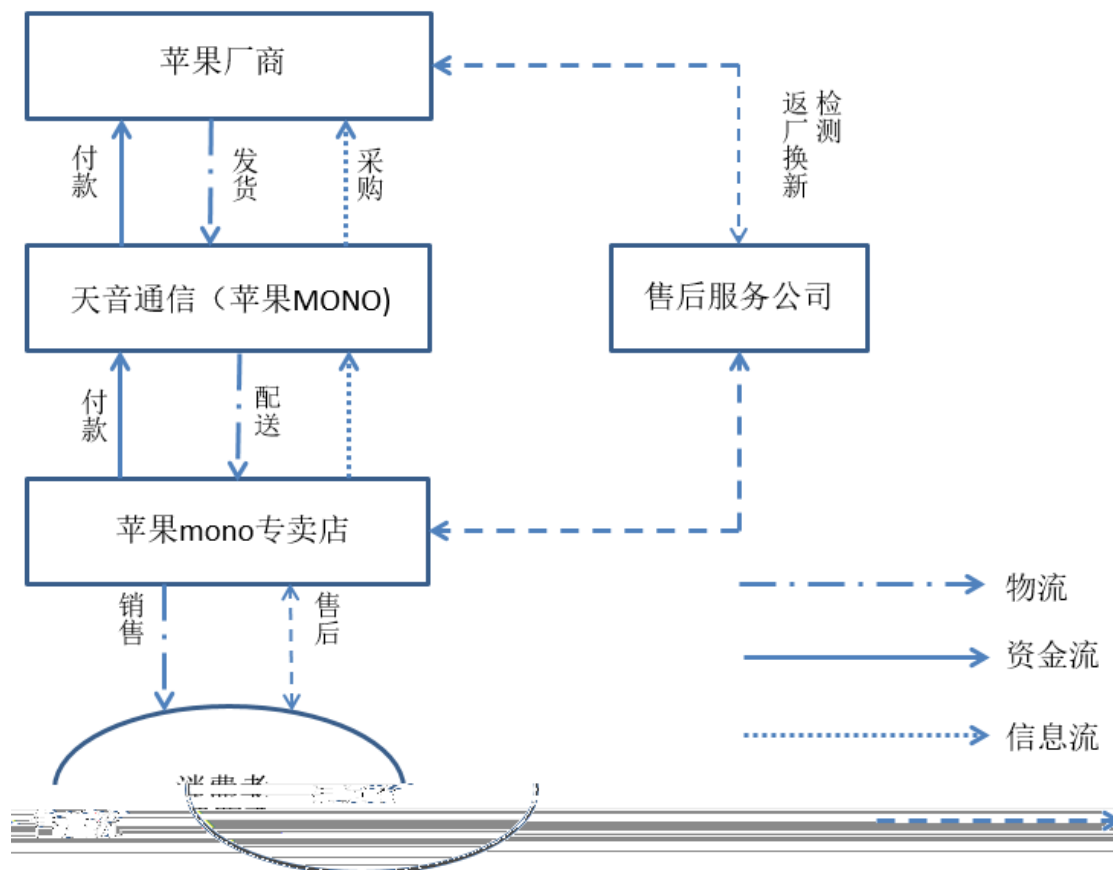 苹果厂商
付款
发货
采购
检测
返厂换新
天音通信（苹果MONO)
售后服务公司
付款
配送
苹果mono专卖店
销售
售后
物流
资金流
信息流
消费者